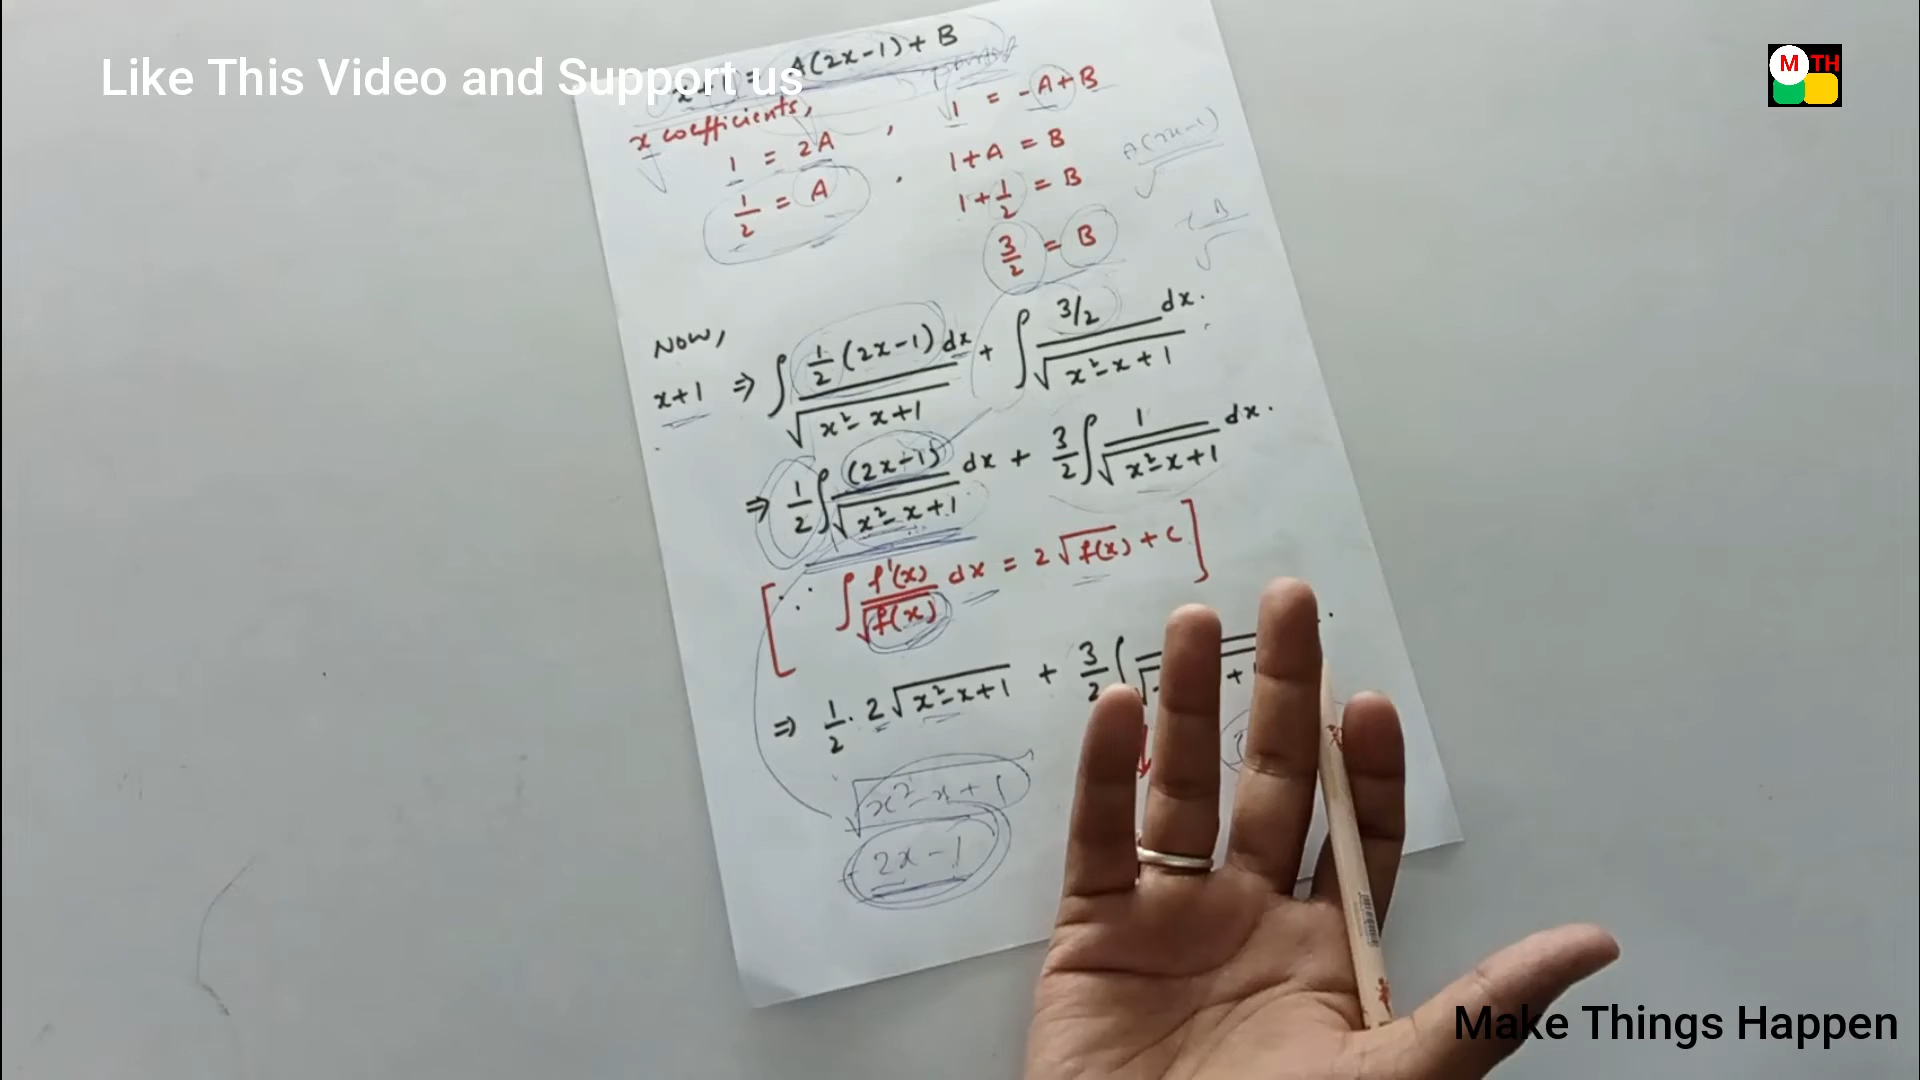 Like This Video and Support us
M TH
x+1 = A(2x-1)+B
x coefficients,
1 = 2A , 1 = -A+B
1+A = B
A(2x-1)
√
1/2 = A . 1+1/2 = B
B
√
3/2 = B
Now,
x+1 ⇒ ∫ 1/2 (2x-1) dx / √(x²-x+1) + ∫ 3/2 dx. / √(x²-x+1)
⇒ 1/2 ∫ (2x-1) / √(x²-x+1) dx + 3/2 ∫ 1 / √(x²-x+1) dx.
[∵ ∫ f'(x) / √f(x) dx = 2√f(x) + c]
⇒ 1/2 . 2√(x²-x+1) + 3/2
√(x²-x+1)
2x-1
Make Things Happen